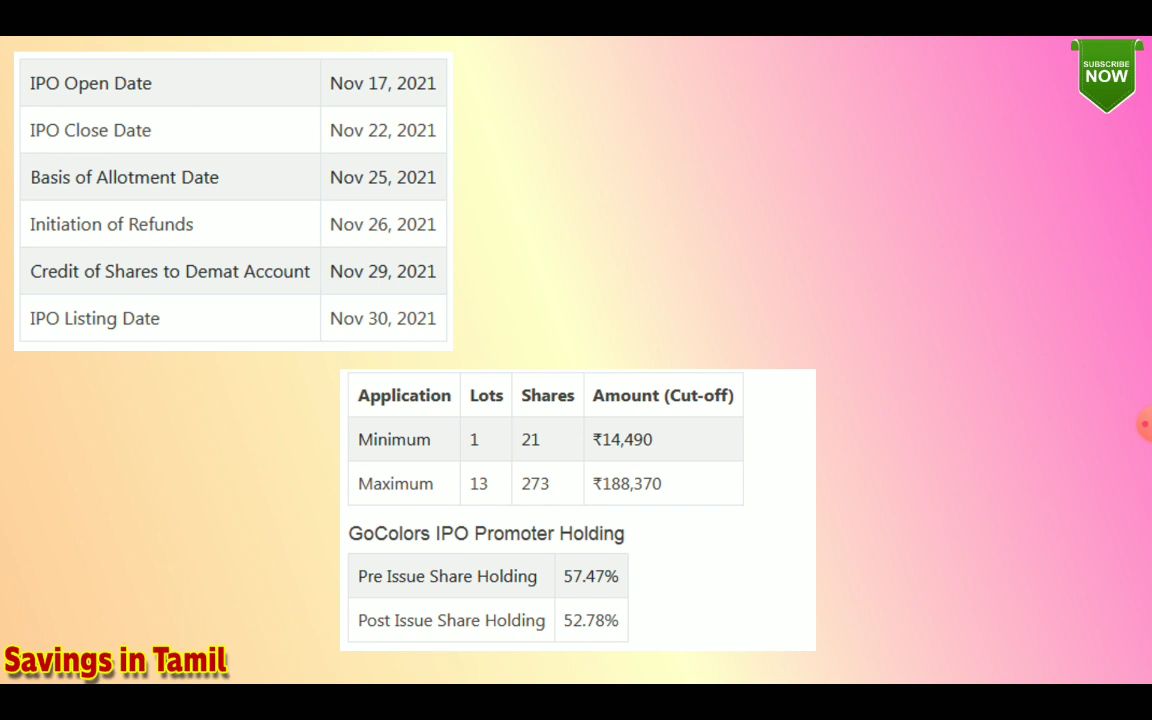 SUBSCRIBE
NOW
IPO Open Date Nov 17, 2021
IPO Close Date Nov 22, 2021
Basis of Allotment Date Nov 25, 2021
Initiation of Refunds Nov 26, 2021
Credit of Shares to Demat Account Nov 29, 2021
IPO Listing Date Nov 30, 2021
Application Lots Shares Amount (Cut-off)
Minimum 1 21 ₹14,490
Maximum 13 273 ₹188,370
GoColors IPO Promoter Holding
Pre Issue Share Holding 57.47%
Post Issue Share Holding 52.78%
Savings in Tamil